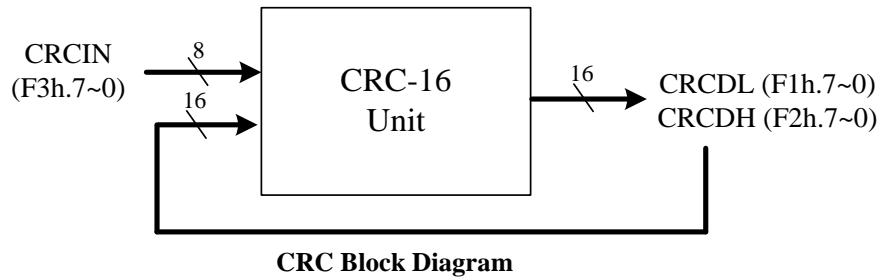 CRCIN
(F3h.7~0)
8
16
CRC-16
Unit
16
CRCDL (F1h.7~0)
CRCDH (F2h.7~0)
CRC Block Diagram